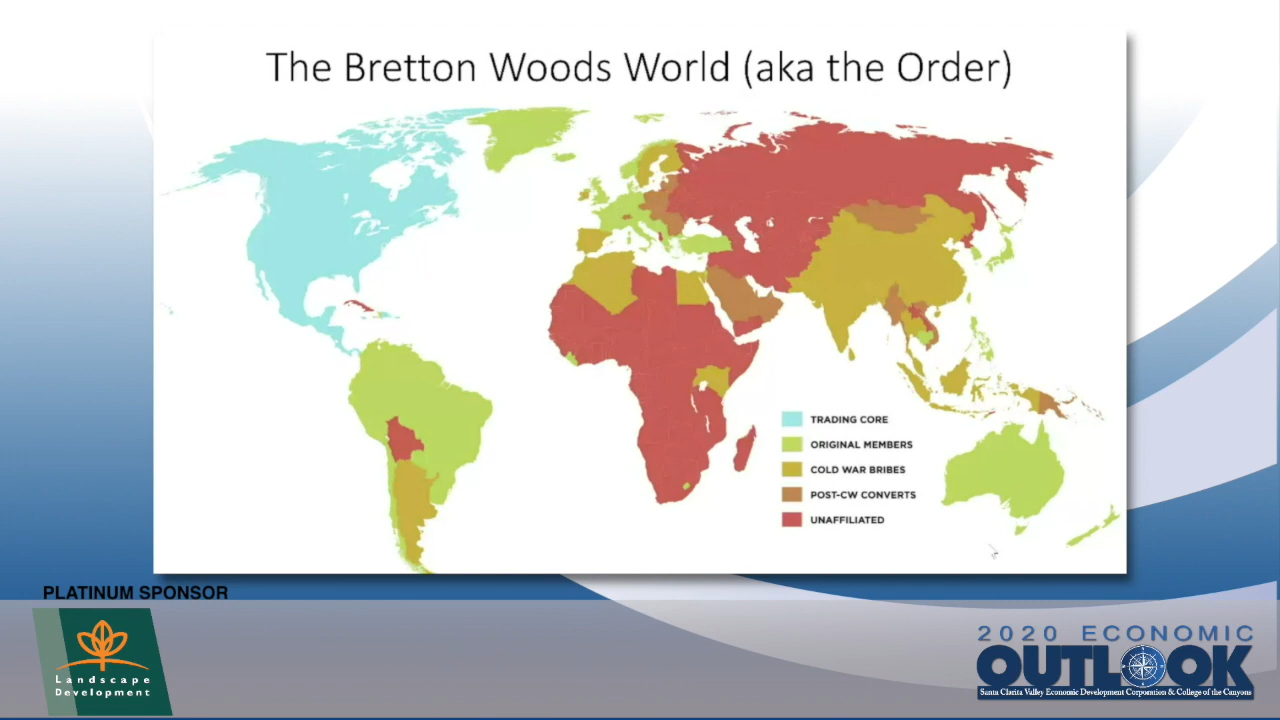 The Bretton Woods World (aka the Order)
TRADING CORE
ORIGINAL MEMBERS
COLD WAR BRIBES
POST-CW CONVERTS
UNAFFILIATED
PLATINUM SPONSOR
Landscape
Development
2020 ECONOMIC
OUTLOOK
Santa Clarita Valley Economic Development Corporation & College of the Canyons